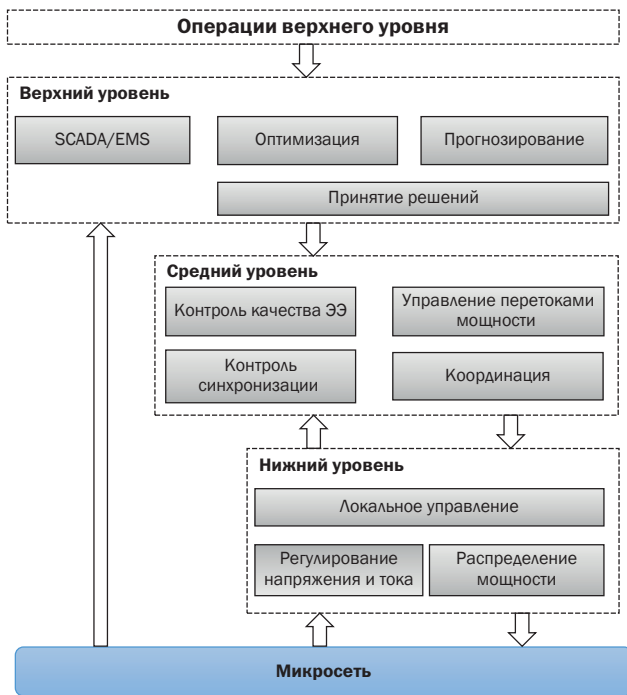 Операции верхнего уровня
Верхний уровень
SCADA/EMS
Оптимизация
Прогнозирование
Принятие решений
Средний уровень
Контроль качества ЭЭ
Управление перетоками
мощности
Контроль
синхронизации
Координация
Нижний уровень
Локальное управление
Регулирование
напряжения и тока
Распределение
мощности
Микросеть